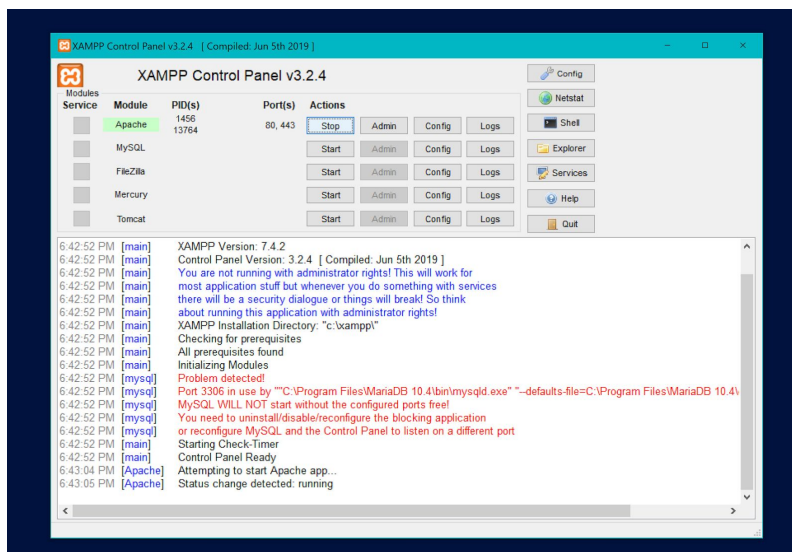 XAMPP Control Panel v3.2.4 [ Compiled: Jun 5th 2019 ]
XAMPP Control Panel v3.2.4
Config
Modules
Service Module PID(s) Port(s) Actions
Netstat
Apache 1456 13764 80, 443 Stop Admin Config Logs
Shell
MySQL Start Admin Config Logs
Explorer
FileZilla Start Admin Config Logs
Services
Mercury Start Admin Config Logs
Help
Tomcat Start Admin Config Logs
Quit
6:42:52 PM [main] XAMPP Version: 7.4.2
6:42:52 PM [main] Control Panel Version: 3.2.4 [ Compiled: Jun 5th 2019 ]
6:42:52 PM [main] You are not running with administrator rights! This will work for
6:42:52 PM [main] most application stuff but whenever you do something with services
6:42:52 PM [main] there will be a security dialogue or things will break! So think
6:42:52 PM [main] about running this application with administrator rights!
6:42:52 PM [main] XAMPP Installation Directory: "c:\xampp\"
6:42:52 PM [main] Checking for prerequisites
6:42:52 PM [main] All prerequisites found
6:42:52 PM [main] Initializing Modules
6:42:52 PM [mysql] Problem detected!
6:42:52 PM [mysql] Port 3306 in use by ""C:\Program Files\MariaDB 10.4\bin\mysqld.exe" "--defaults-file=C:\Program Files\MariaDB 10.4\
6:42:52 PM [mysql] MySQL WILL NOT start without the configured ports free!
6:42:52 PM [mysql] You need to uninstall/disable/reconfigure the blocking application
6:42:52 PM [mysql] or reconfigure MySQL and the Control Panel to listen on a different port
6:42:52 PM [main] Starting Check-Timer
6:42:52 PM [main] Control Panel Ready
6:43:04 PM [Apache] Attempting to start Apache app...
6:43:05 PM [Apache] Status change detected: running